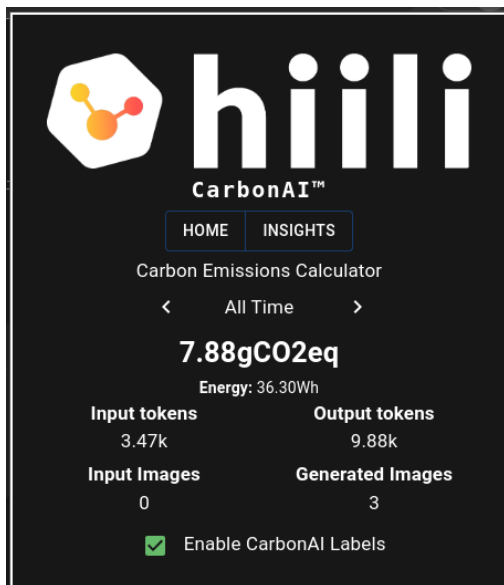 hiili
CarbonAI™
HOME INSIGHTS
Carbon Emissions Calculator
All Time
7.88gCO2eq
Energy: 36.30Wh
Input tokens Output tokens
3.47k 9.88k
Input Images Generated Images
0 3
Enable CarbonAI Labels